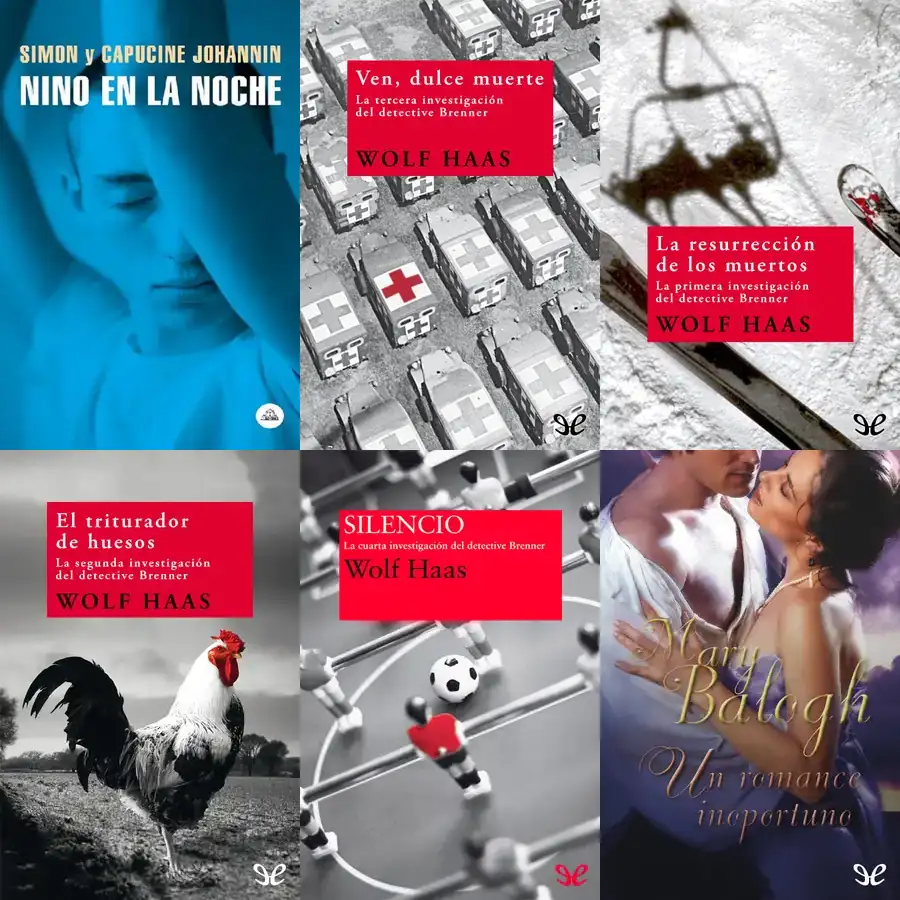 SIMON y CAPUCINE JOHANNIN
NINO EN LA NOCHE
Ven, dulce muerte
La tercera investigación
del detective Brenner
WOLF HAAS
La resurrección
de los muertos
La primera investigación
del detective Brenner
WOLF HAAS
El triturador
de huesos
La segunda investigación
del detective Brenner
WOLF HAAS
SILENCIO
La cuarta investigación del detective Brenner
Wolf Haas
Mary
Balogh
Un romance
inoportuno